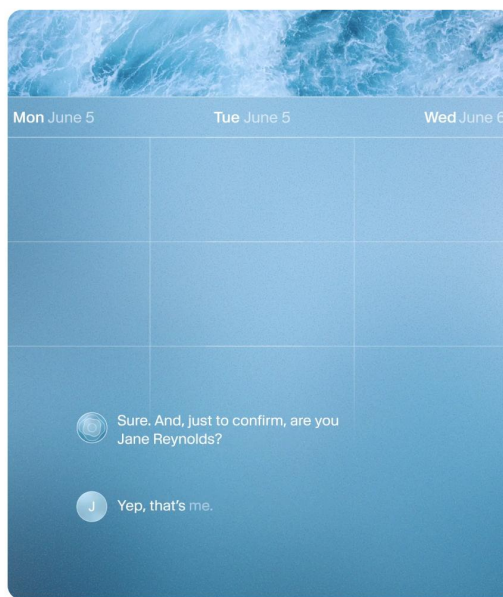 Mon June 5
Tue June 5
Wed June 6
Sure. And, just to confirm, are you
Jane Reynolds?
J
Yep, that's me.